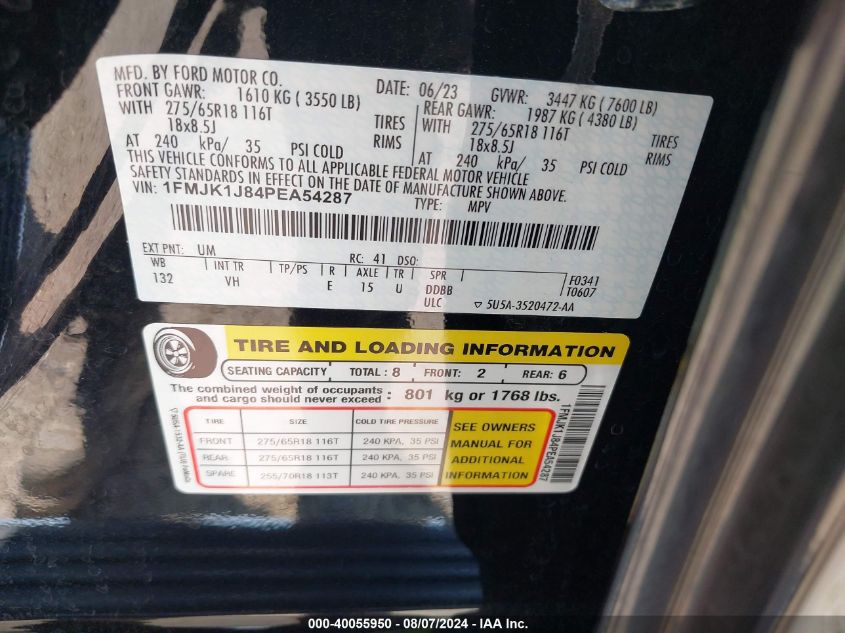 MFD. BY FORD MOTOR CO.
DATE: 06/23 GVWR: 3447 KG ( 7600 LB)
FRONT GAWR: 1610 KG ( 3550 LB) REAR GAWR: 1987 KG ( 4380 LB)
WITH 275/65R18 116T TIRES WITH 275/65R18 116T TIRES
18x8.5J RIMS 18x8.5J RIMS
AT 240 kPa/ 35 PSI COLD AT 240 kPa/ 35 PSI COLD
THIS VEHICLE CONFORMS TO ALL APPLICABLE FEDERAL MOTOR VEHICLE
SAFETY STANDARDS IN EFFECT ON THE DATE OF MANUFACTURE SHOWN ABOVE.
VIN: 1FMJK1J84PEA54287 TYPE: MPV
EXT PNT: UM RC: 41 DSO:
WB INT TR TP/PS R AXLE TR SPR F0341
132 VH E 15 U DDBB T0607
ULC ▽ 5U5A-3520472-AA
TIRE AND LOADING INFORMATION
SEATING CAPACITY TOTAL : 8 FRONT: 2 REAR: 6
The combined weight of occupants
and cargo should never exceed : 801 kg or 1768 lbs.
TIRE SIZE COLD TIRE PRESSURE
FRONT 275/65R18 116T 240 KPA, 35 PSI
REAR 275/65R18 116T 240 KPA, 35 PSI
SPARE 255/70R18 113T 240 KPA, 35 PSI
SEE OWNERS
MANUAL FOR
ADDITIONAL
INFORMATION
1FMJK1J84PEA54287
000-40055950 - 08/07/2024 - IAA Inc.